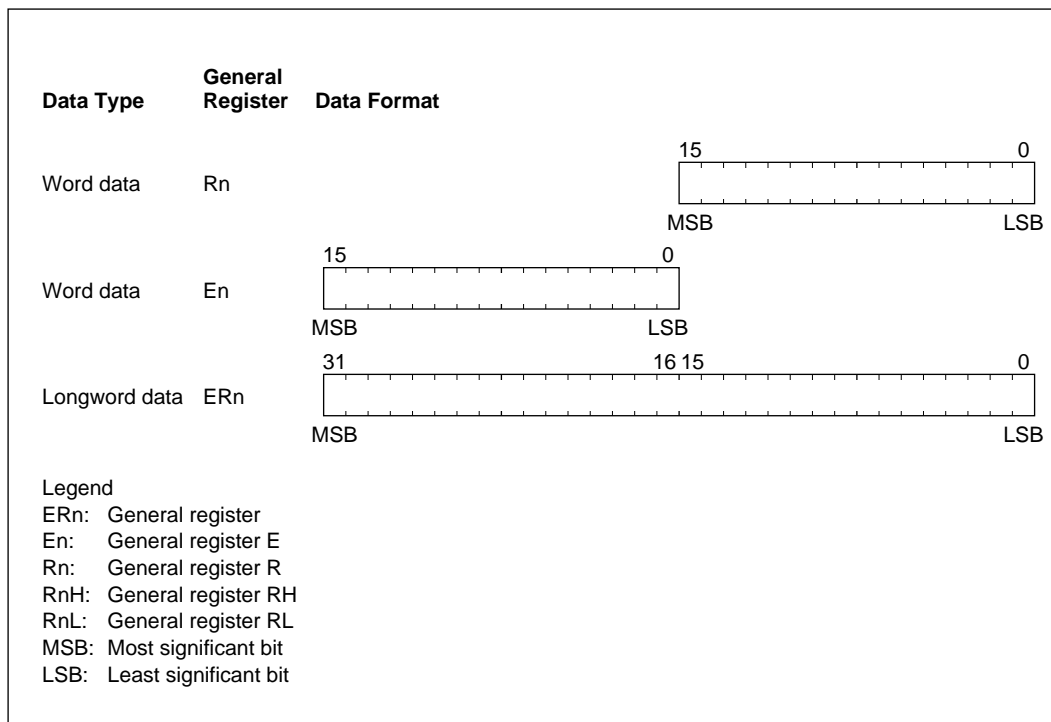 General
Data Type Register Data Format
15 0
Word data Rn
MSB LSB
15 0
Word data En
MSB LSB
31 16 15 0
Longword data ERn
MSB LSB
Legend
ERn: General register
En: General register E
Rn: General register R
RnH: General register RH
RnL: General register RL
MSB: Most significant bit
LSB: Least significant bit